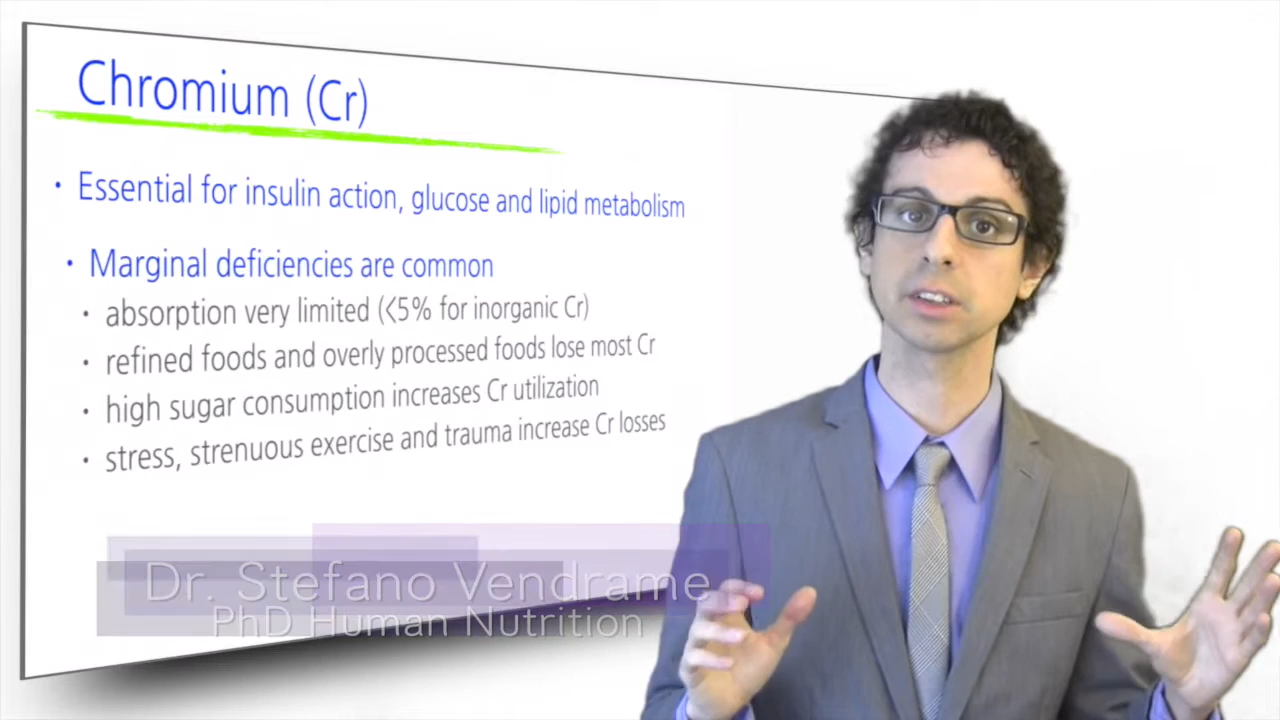 Chromium (Cr)
• Essential for insulin action, glucose and lipid metabolism
• Marginal deficiencies are common
• absorption very limited (<5% for inorganic Cr)
• refined foods and overly processed foods lose most Cr
• high sugar consumption increases Cr utilization
• stress, strenuous exercise and trauma increase Cr losses
Dr. Stefano Vendrame
PhD Human Nutrition